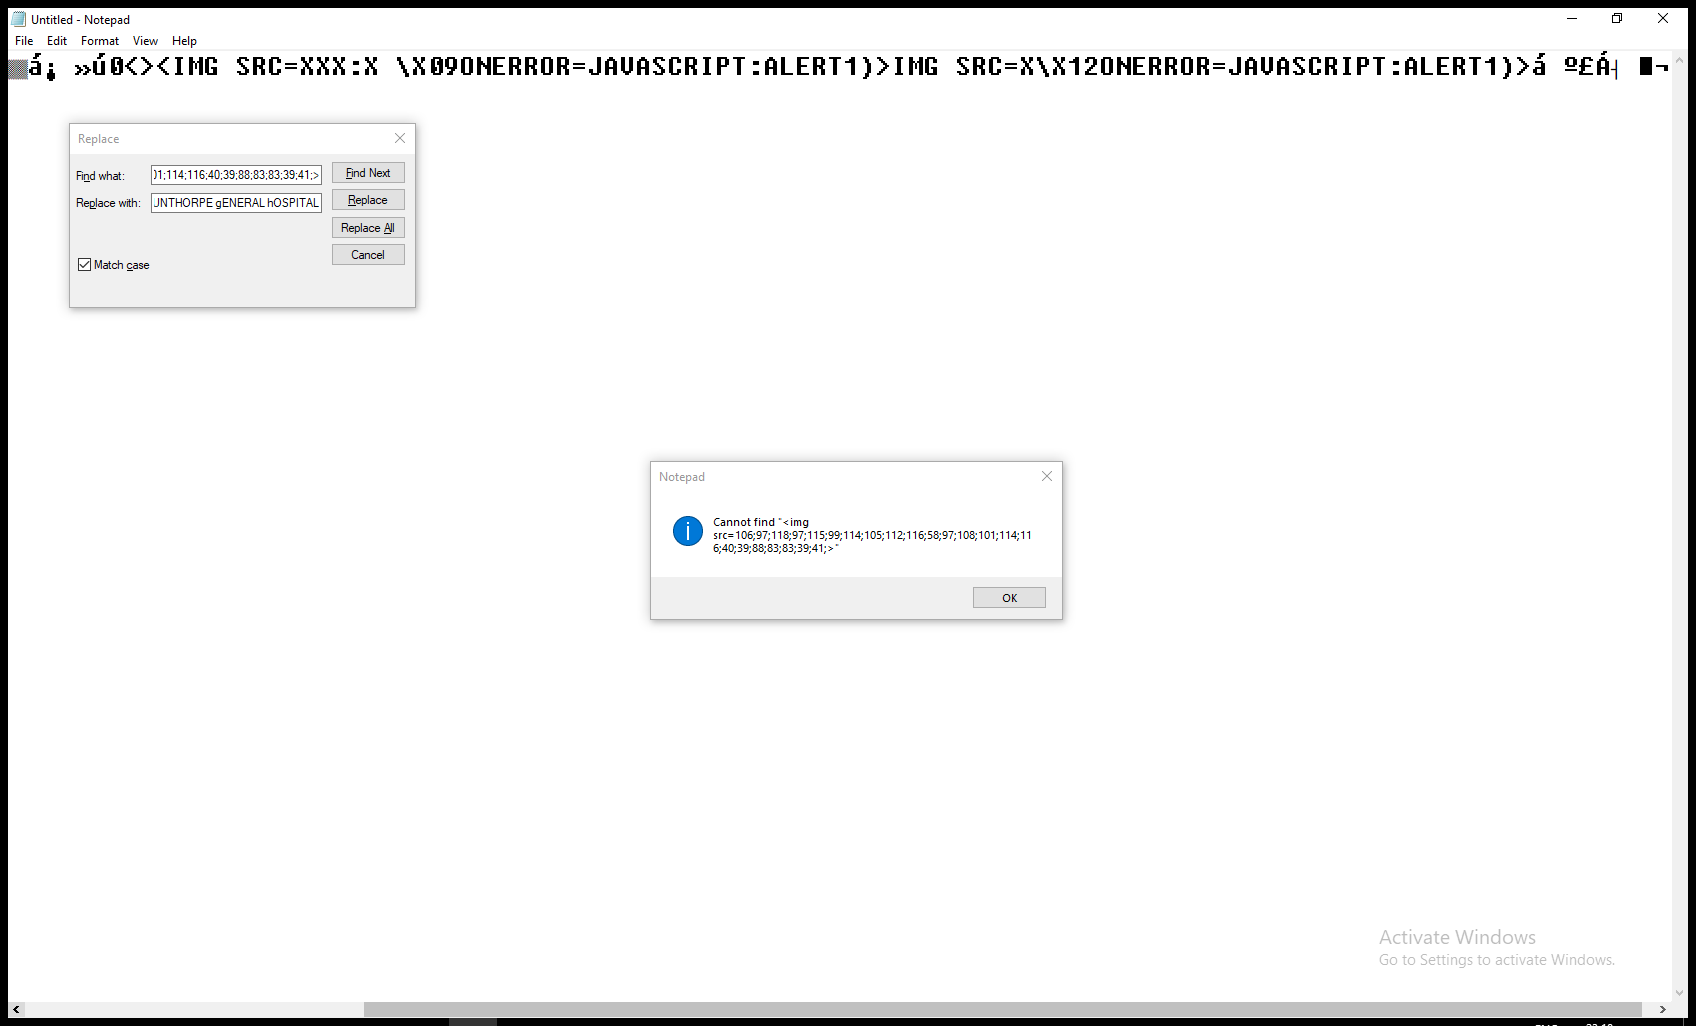 Untitled - Notepad
File Edit Format View Help
á¡ »ú0<><IMG SRC=XXX:X \X09ONERROR=JAVASCRIPT:ALERT1)>IMG SRC=X\X12ONERROR=JAVASCRIPT:ALERT1)>á º£Á┤ █¬
Replace
Find what: 01;114;116;40;39;88;83;83;39;41;> Find Next
Replace with: UNTHORPE gENERAL hOSPITAL Replace
Replace All
Cancel
Match case
Notepad
Cannot find "<img
src=106;97;118;97;115;99;114;105;112;116;58;97;108;101;114;11
6;40;39;88;83;83;39;41;>"
OK
Activate Windows
Go to Settings to activate Windows.